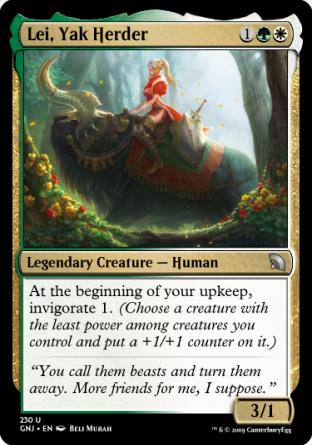 Lei, Yak Herder 1
Legendary Creature — Human
At the beginning of your upkeep,
invigorate 1. (Choose a creature with
the least power among creatures you
control and put a +1/+1 counter on it.)
“You call them beasts and turn them
away. More friends for me, I suppose.”
3/1
230 U
GNJ • EN Beli Murah
™ & © 2019 CanterburyEgg